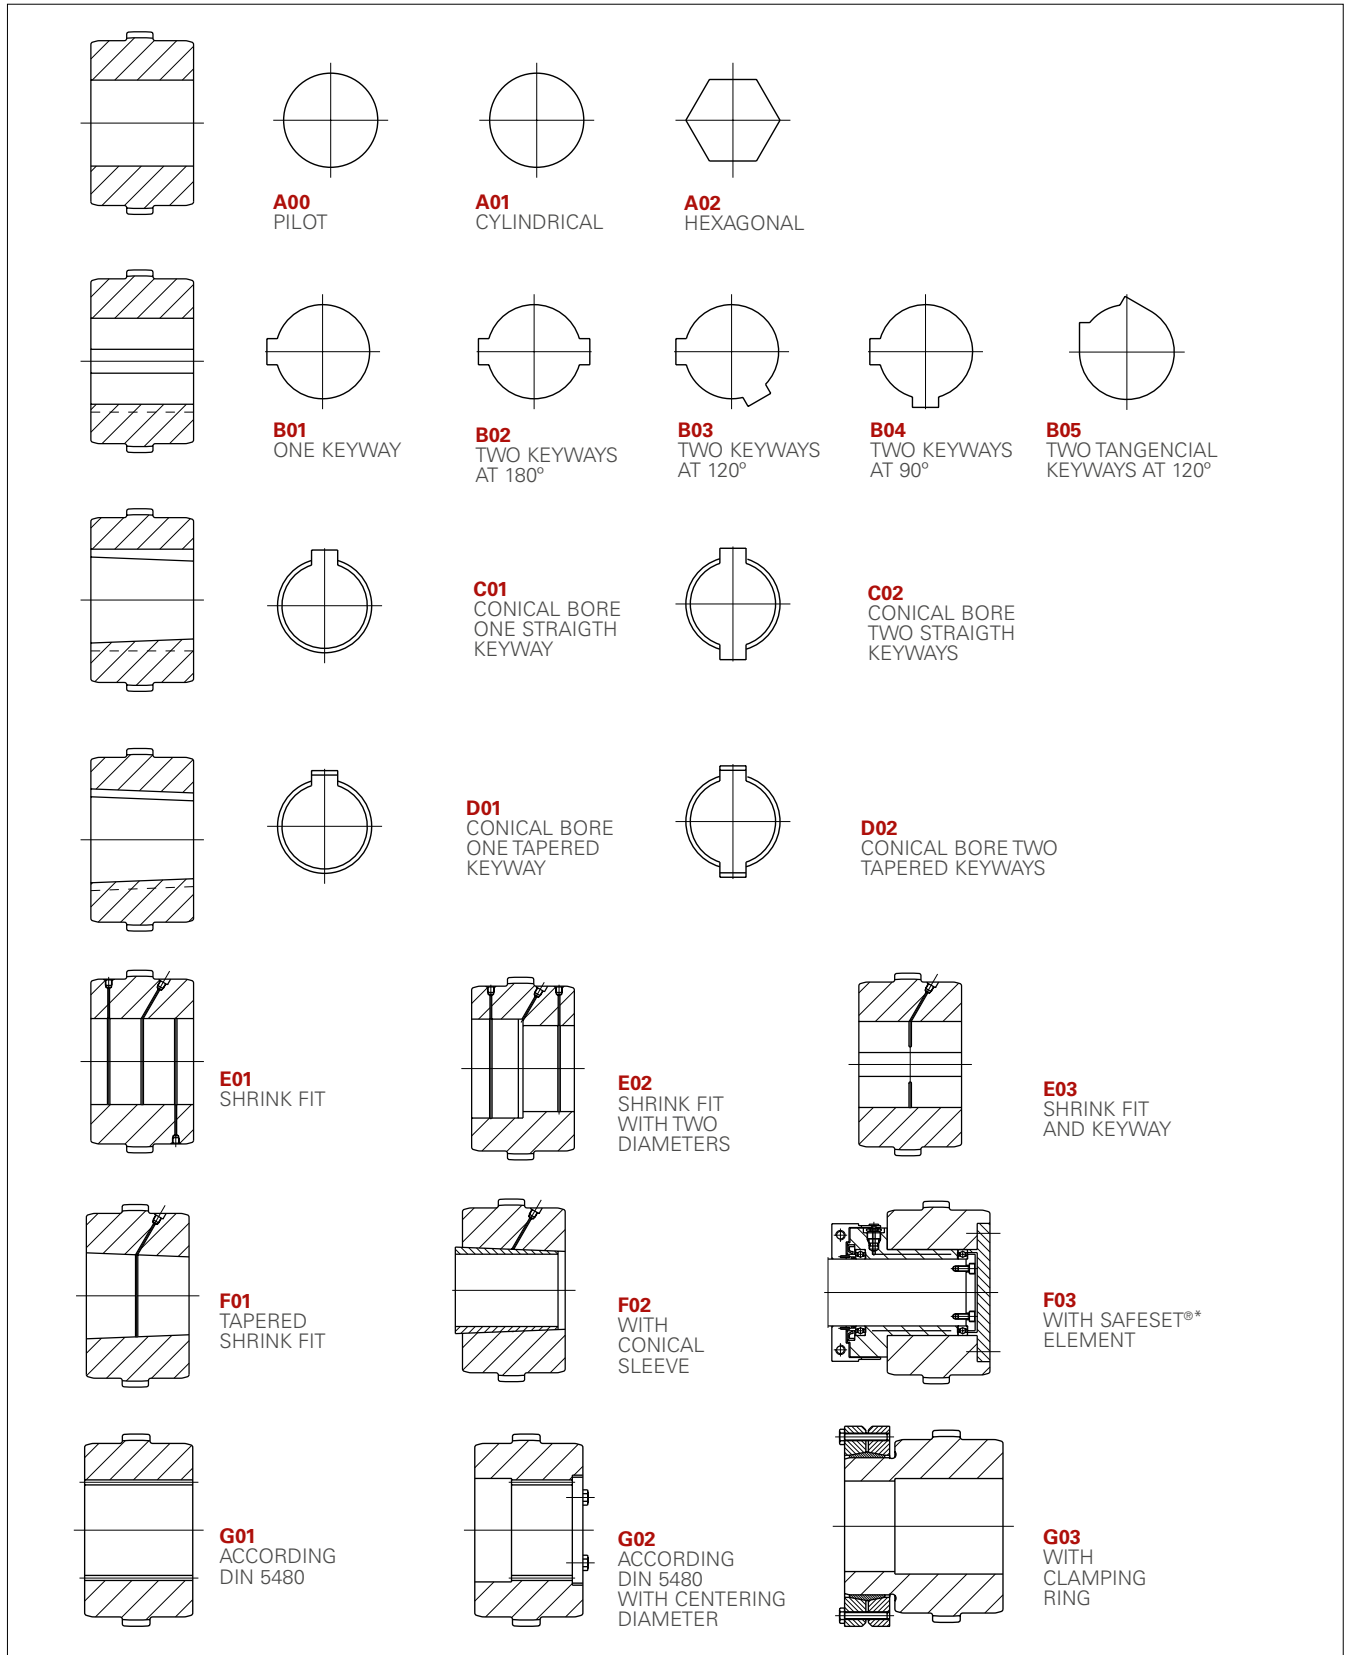 A00
PILOT
A01
CYLINDRICAL
A02
HEXAGONAL
B01
ONE KEYWAY
B02
TWO KEYWAYS
AT 180º
B03
TWO KEYWAYS
AT 120º
B04
TWO KEYWAYS
AT 90º
B05
TWO TANGENCIAL
KEYWAYS AT 120º
C01
CONICAL BORE
ONE STRAIGTH
KEYWAY
C02
CONICAL BORE
TWO STRAIGTH
KEYWAYS
D01
CONICAL BORE
ONE TAPERED
KEYWAY
D02
CONICAL BORE TWO
TAPERED KEYWAYS
E01
SHRINK FIT
E02
SHRINK FIT
WITH TWO
DIAMETERS
E03
SHRINK FIT
AND KEYWAY
F01
TAPERED
SHRINK FIT
F02
WITH
CONICAL
SLEEVE
F03
WITH SAFESET®*
ELEMENT
G01
ACCORDING
DIN 5480
G02
ACCORDING
DIN 5480
WITH CENTERING
DIAMETER
G03
WITH
CLAMPING
RING